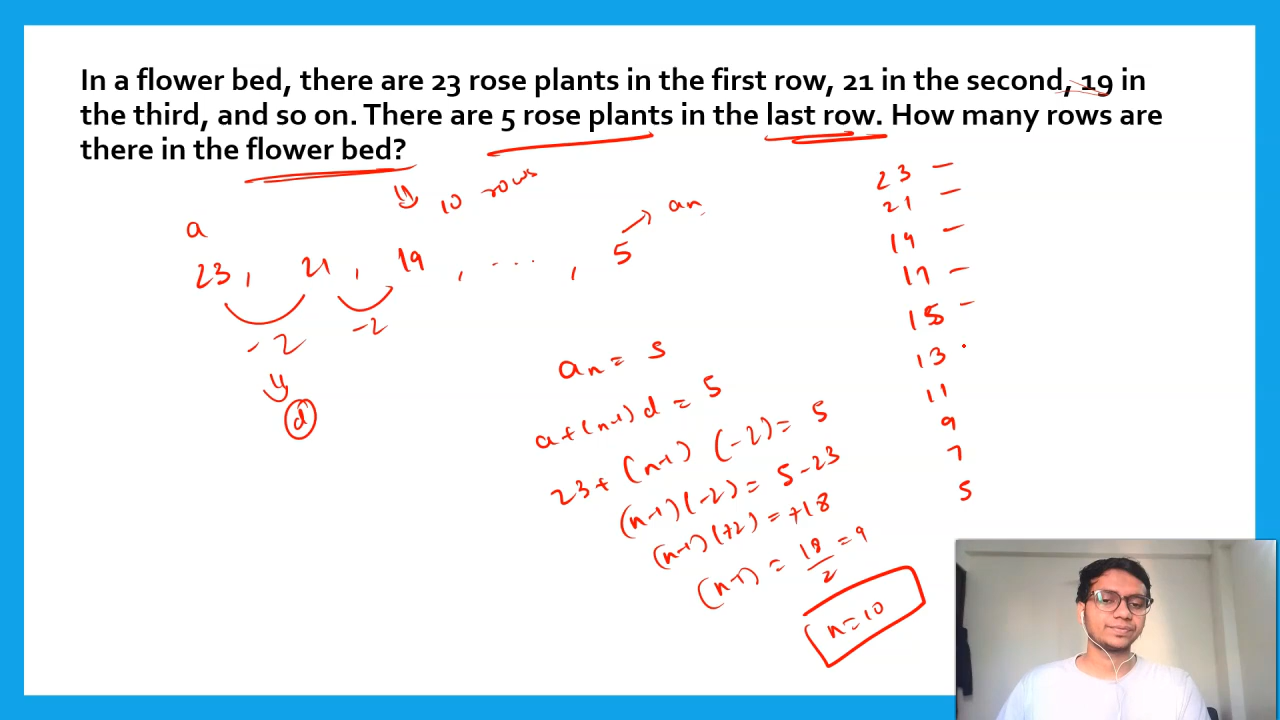 In a flower bed, there are 23 rose plants in the first row, 21 in the second, 19 in
the third, and so on. There are 5 rose plants in the last row. How many rows are
there in the flower bed?
10 rows
a
23, 21, 19, ..., 5 → an
-2 -2
d
an = 5
a+(n-1)d = 5
23+(n-1)(-2) = 5
(n-1)(-2) = 5-23
(n-1)(+2) = +18
(n-1) = 18/2 = 9
n=10
23 –
21 –
19 –
17 –
15 –
13
11
9
7
5